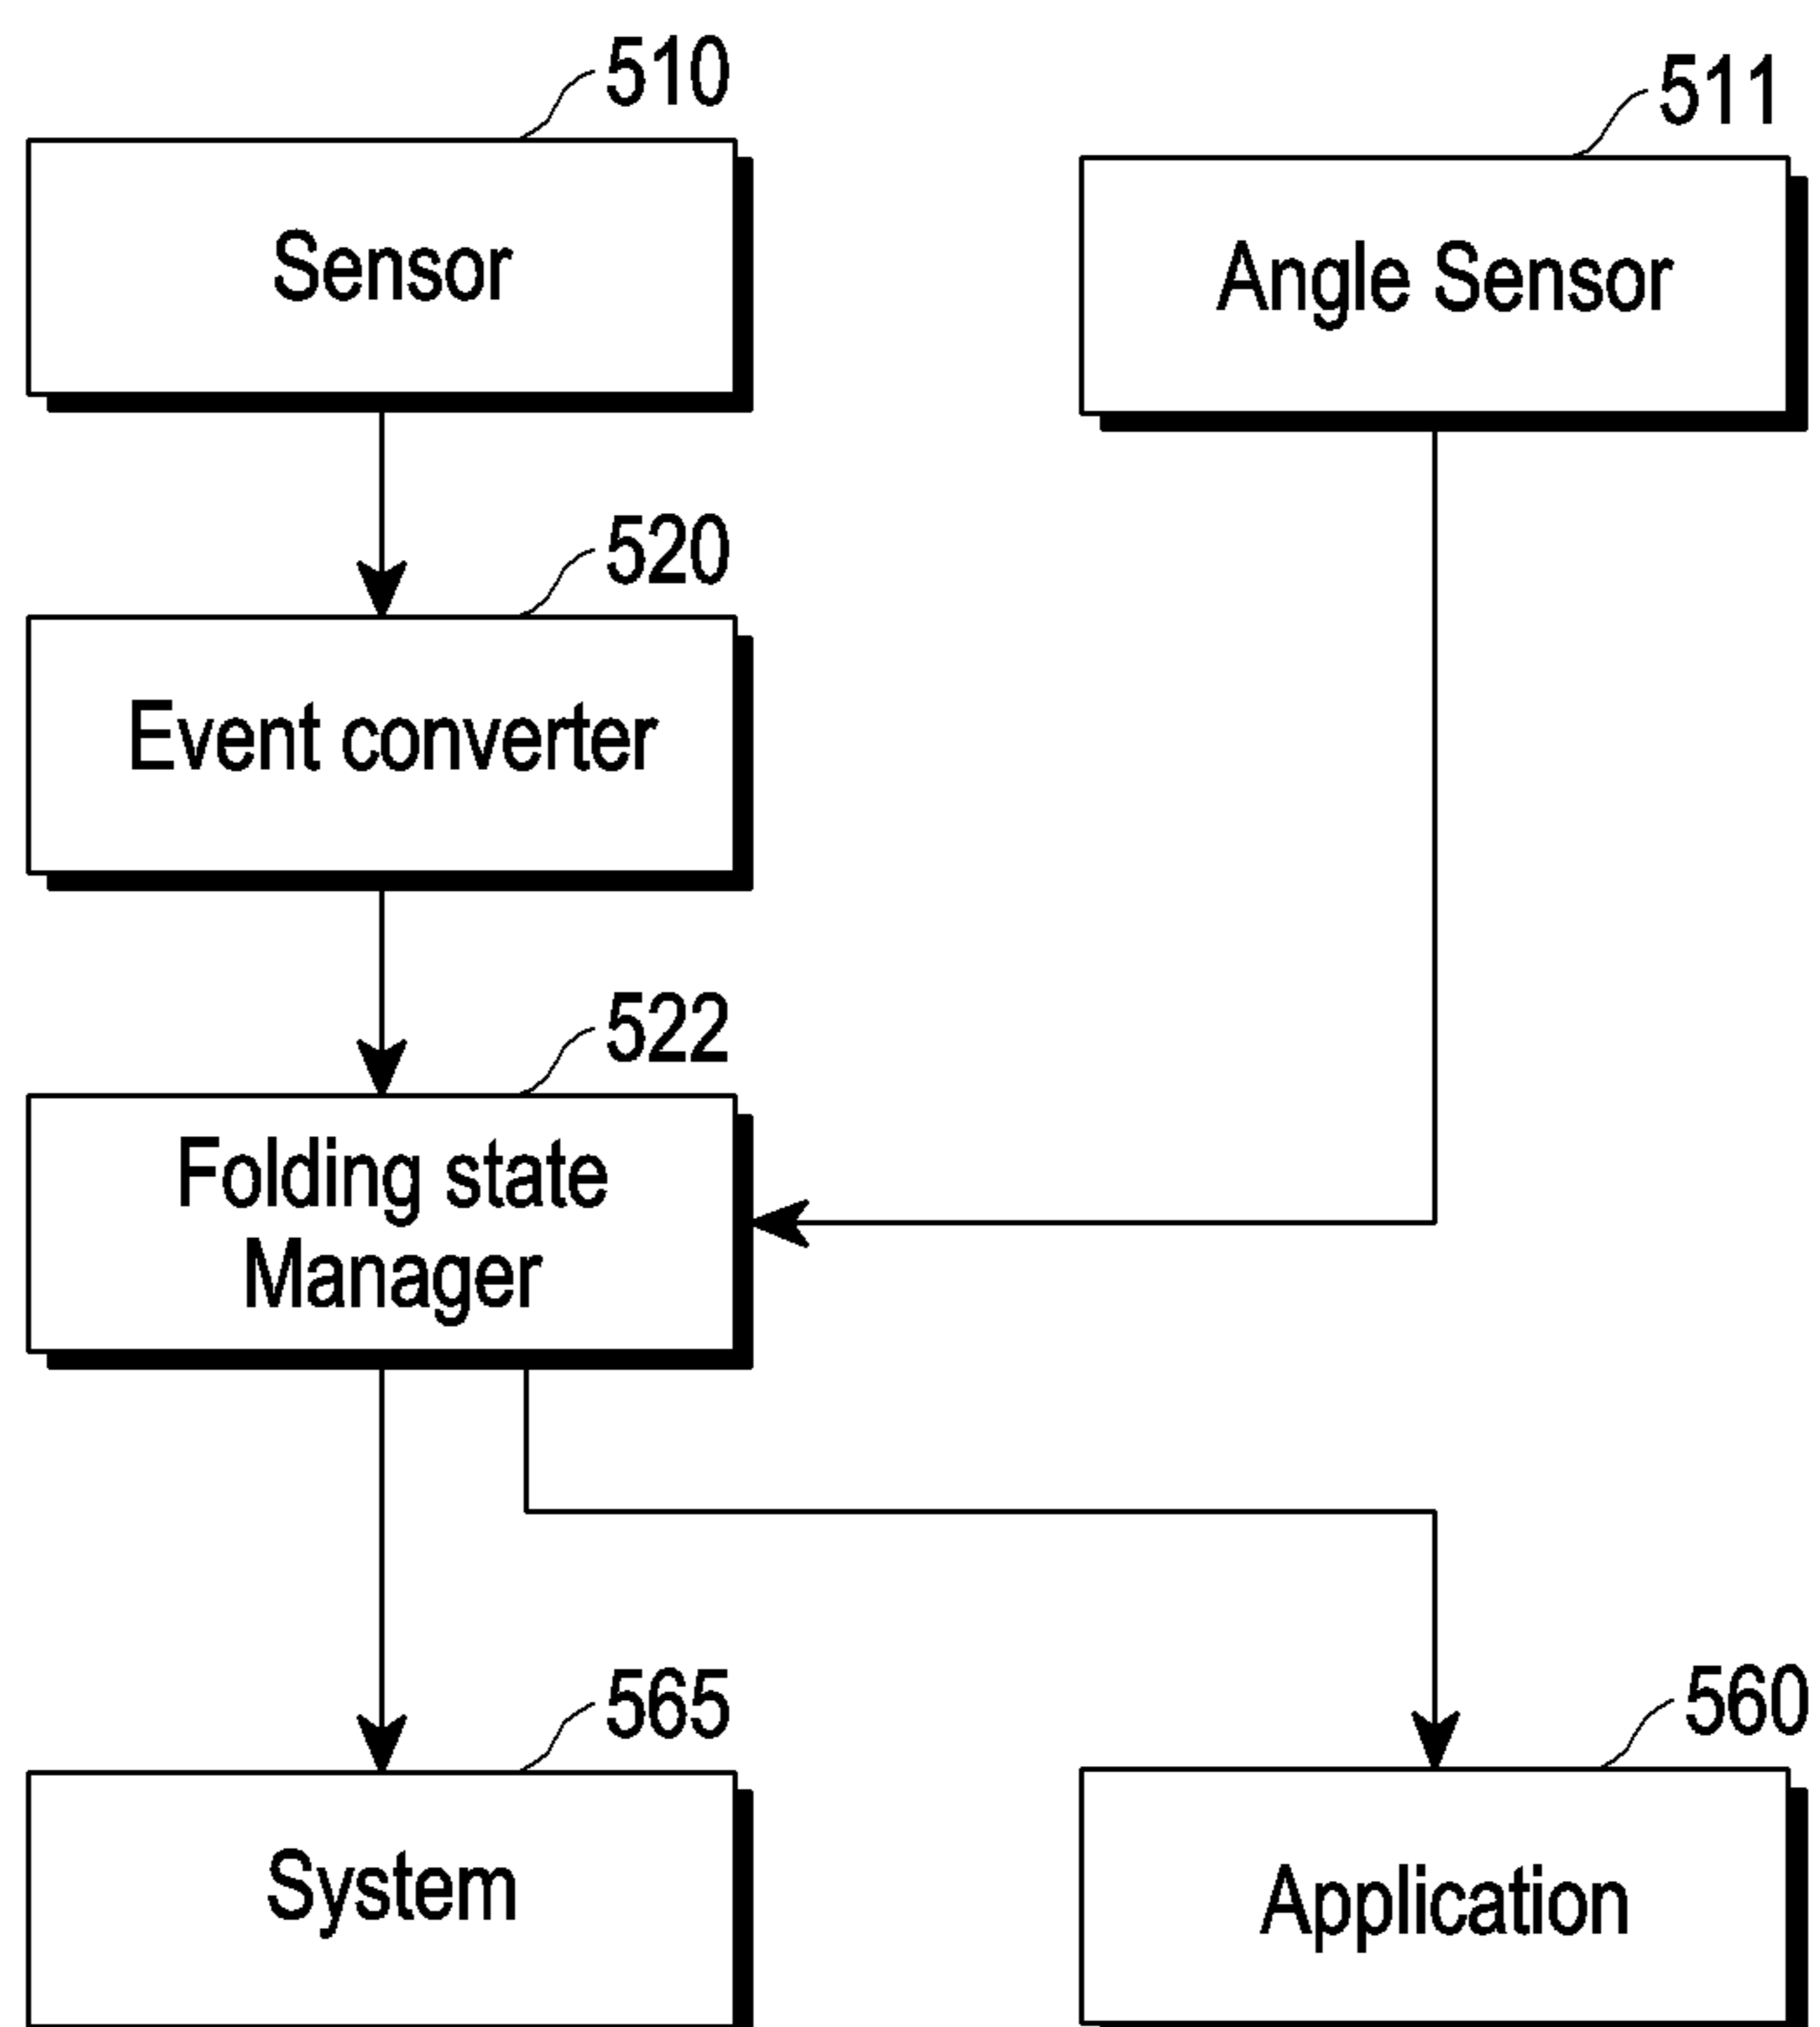 510
Sensor
511
Angle Sensor
520
Event converter
522
Folding state
Manager
565
System
560
Application